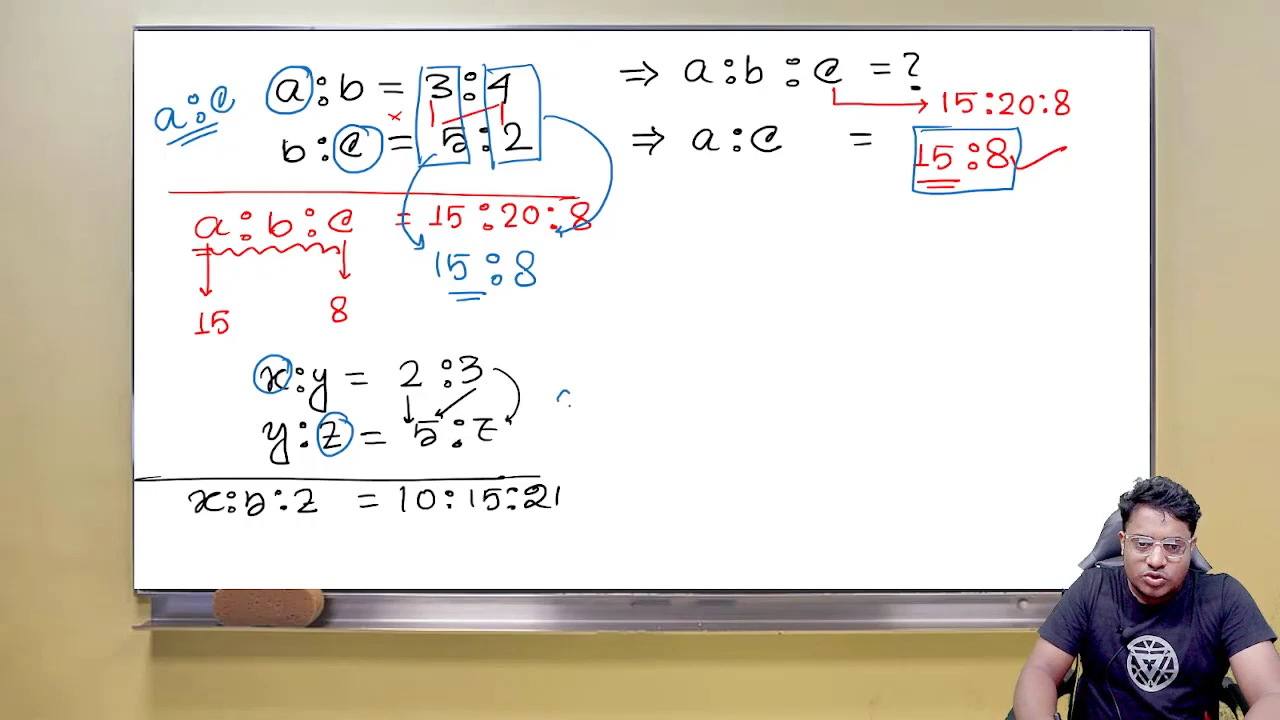 a:b = 3:4
b:c = 5:2
a:c
×
⇒ a:b:c = ?
15:20:8
⇒ a:c = 15:8
a:b:c = 15:20:8
15:8
15 8
x:y = 2:3
y:z = 5:z
x:b:z = 10:15:21